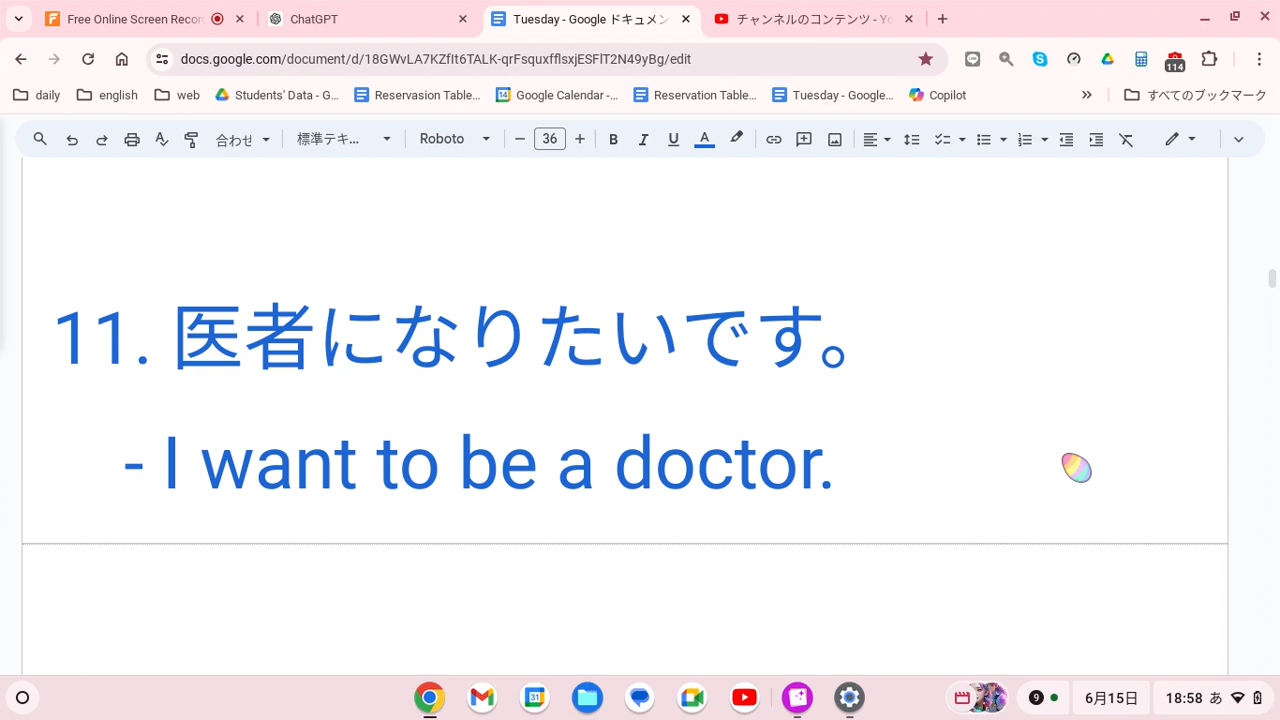 Free Online Screen Recor
ChatGPT
Tuesday - Google ドキュメン
チャンネルのコンテンツ - Yo
docs.google.com/document/d/18GWvLA7KZfIt6TALK-qrFsquxfflsxjESFlT2N49yBg/edit
114
daily
english
web
Students' Data - G...
Reservasion Table...
Google Calendar -...
Reservation Table...
Tuesday - Google...
Copilot
すべてのブックマーク
合わせ
標準テキ...
Roboto
36
B
I
U
A
11. 医者になりたいです。
- I want to be a doctor.
31
9
6月15日
18:58
あ